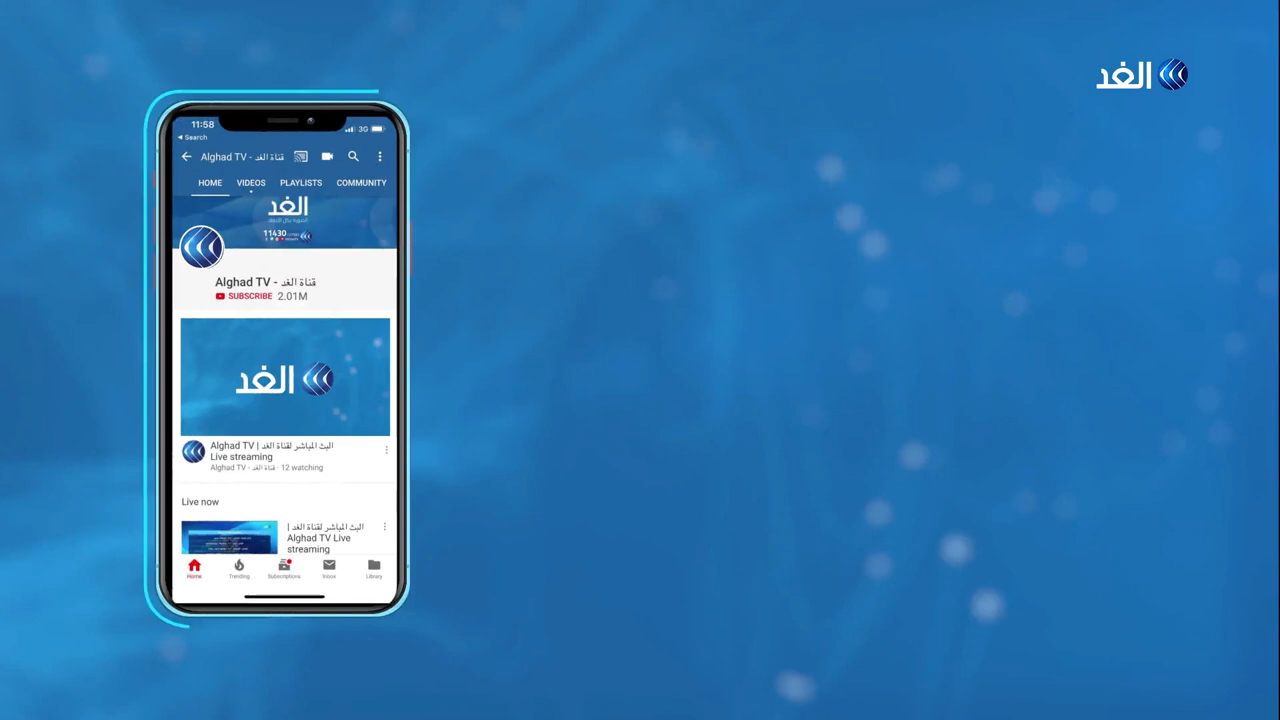 الغد
11:58
3G
Search
Alghad TV - قناة الغد
HOME VIDEOS PLAYLISTS COMMUNITY
الغد
11430
Alghad TV - قناة الغد
SUBSCRIBE 2.01M
الغد
Alghad TV | البث المباشر لقناة الغد
Live streaming
Alghad TV - قناة الغد · 12 watching
Live now
البث المباشر لقناة الغد |
Alghad TV Live
streaming
Home Trending Subscriptions Inbox Library